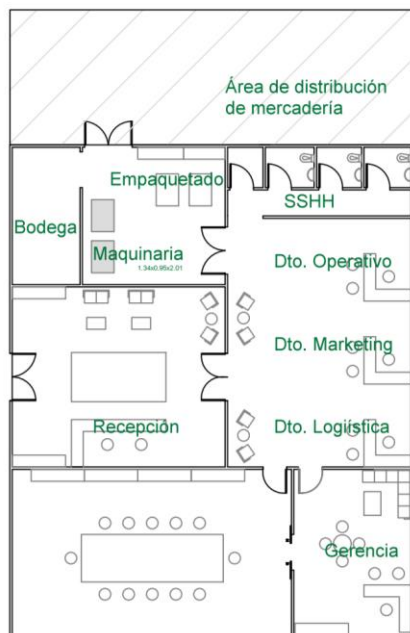 Área de distribución
de mercadería
Empaquetado
SSHH
Bodega
Maquinaria
1.34x0.95x2.01
Dto. Operativo
Dto. Marketing
Recepción
Dto. Logiística
Gerencia